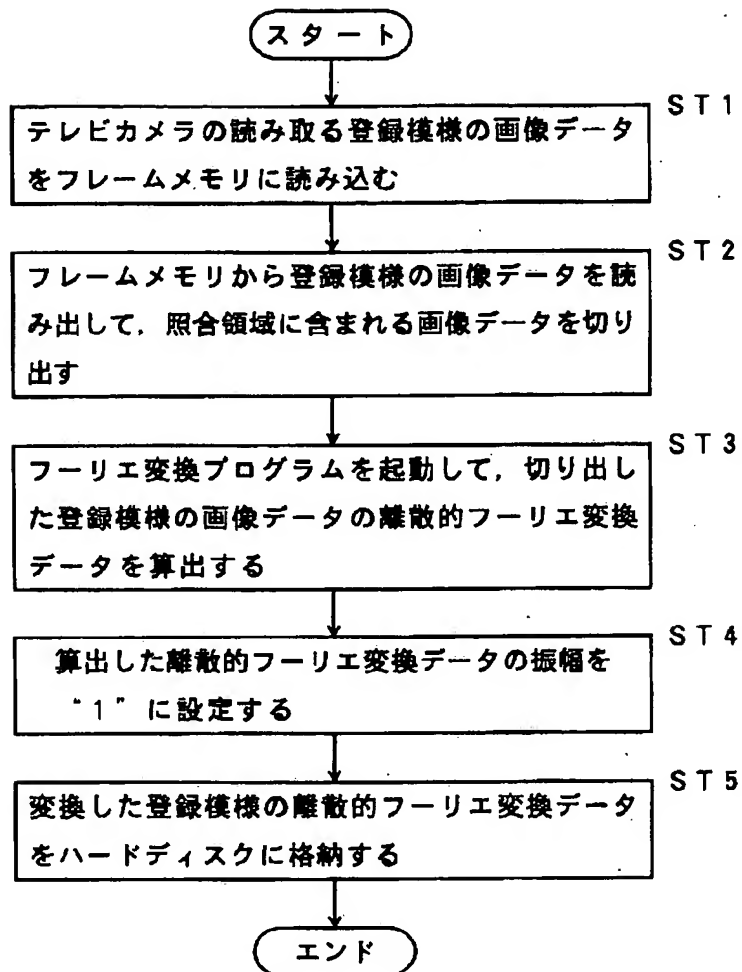 スタート
ST1
テレビカメラの読み取る登録模様の画像データ
をフレームメモリに読み込む
ST2
フレームメモリから登録模様の画像データを読
み出して，照合領域に含まれる画像データを切り
出す
ST3
フーリエ変換プログラムを起動して，切り出し
た登録模様の画像データの離散的フーリエ変換
データを算出する
ST4
算出した離散的フーリエ変換データの振幅を
“1”に設定する
ST5
変換した登録模様の離散的フーリエ変換データ
をハードディスクに格納する
エンド